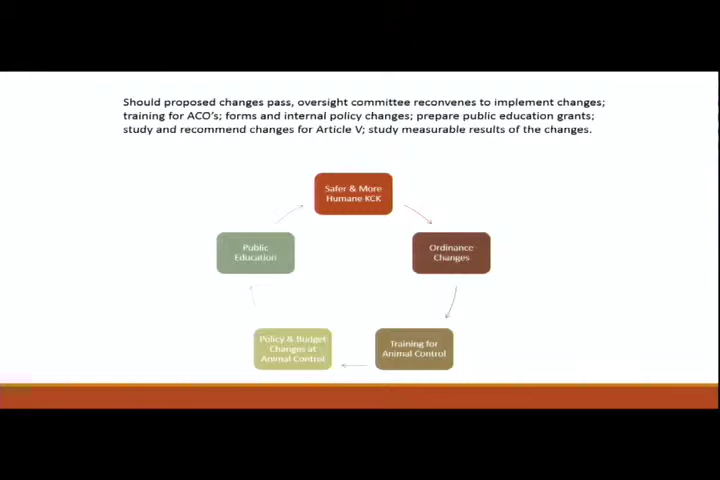 Should proposed changes pass, oversight committee reconvenes to implement changes;
training for ACO's; forms and internal policy changes; prepare public education grants;
study and recommend changes for Article V; study measurable results of the changes.
Safer & More
Humane KCK
Ordinance
Changes
Training for
Animal Control
Policy & Budget
Changes at
Animal Control
Public
Education